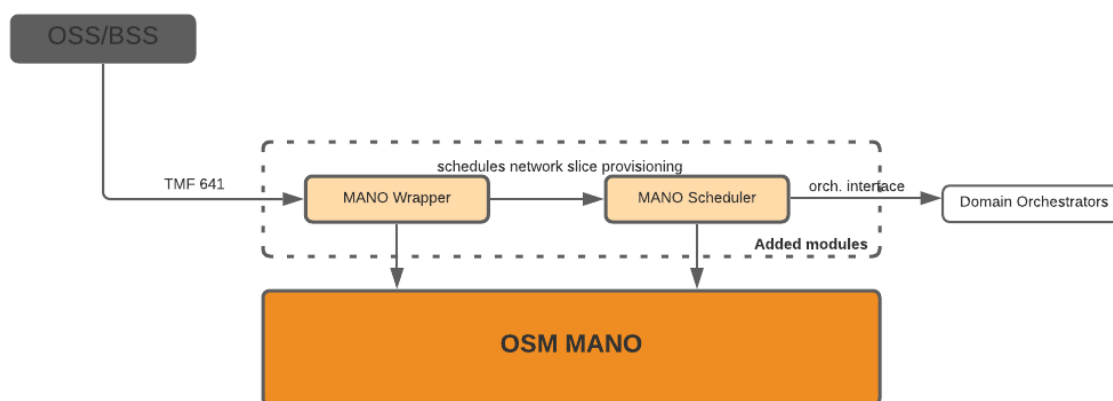 OSS/BSS
schedules network slice provisioning
TMF 641
MANO Wrapper
MANO Scheduler
orch. interface
Domain Orchestrators
Added modules
OSM MANO